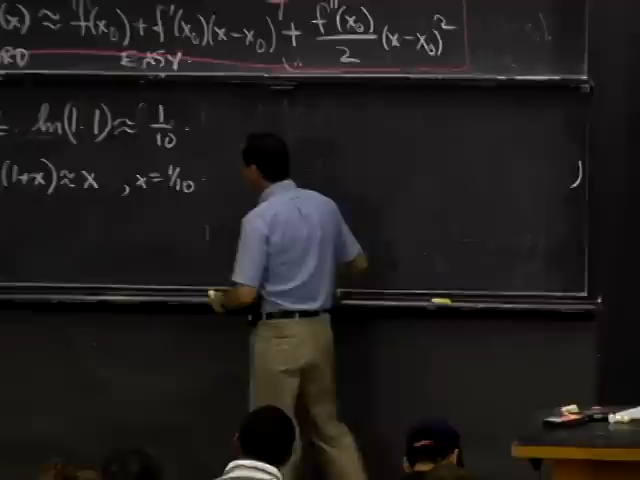 (x) ≈ f(x₀) + f'(x₀)(x-x₀) + f''(x₀)/2 (x-x₀)²
EASY
ln(1.1) ≈ 1/10
(1+x) ≈ x , x = 1/10
)